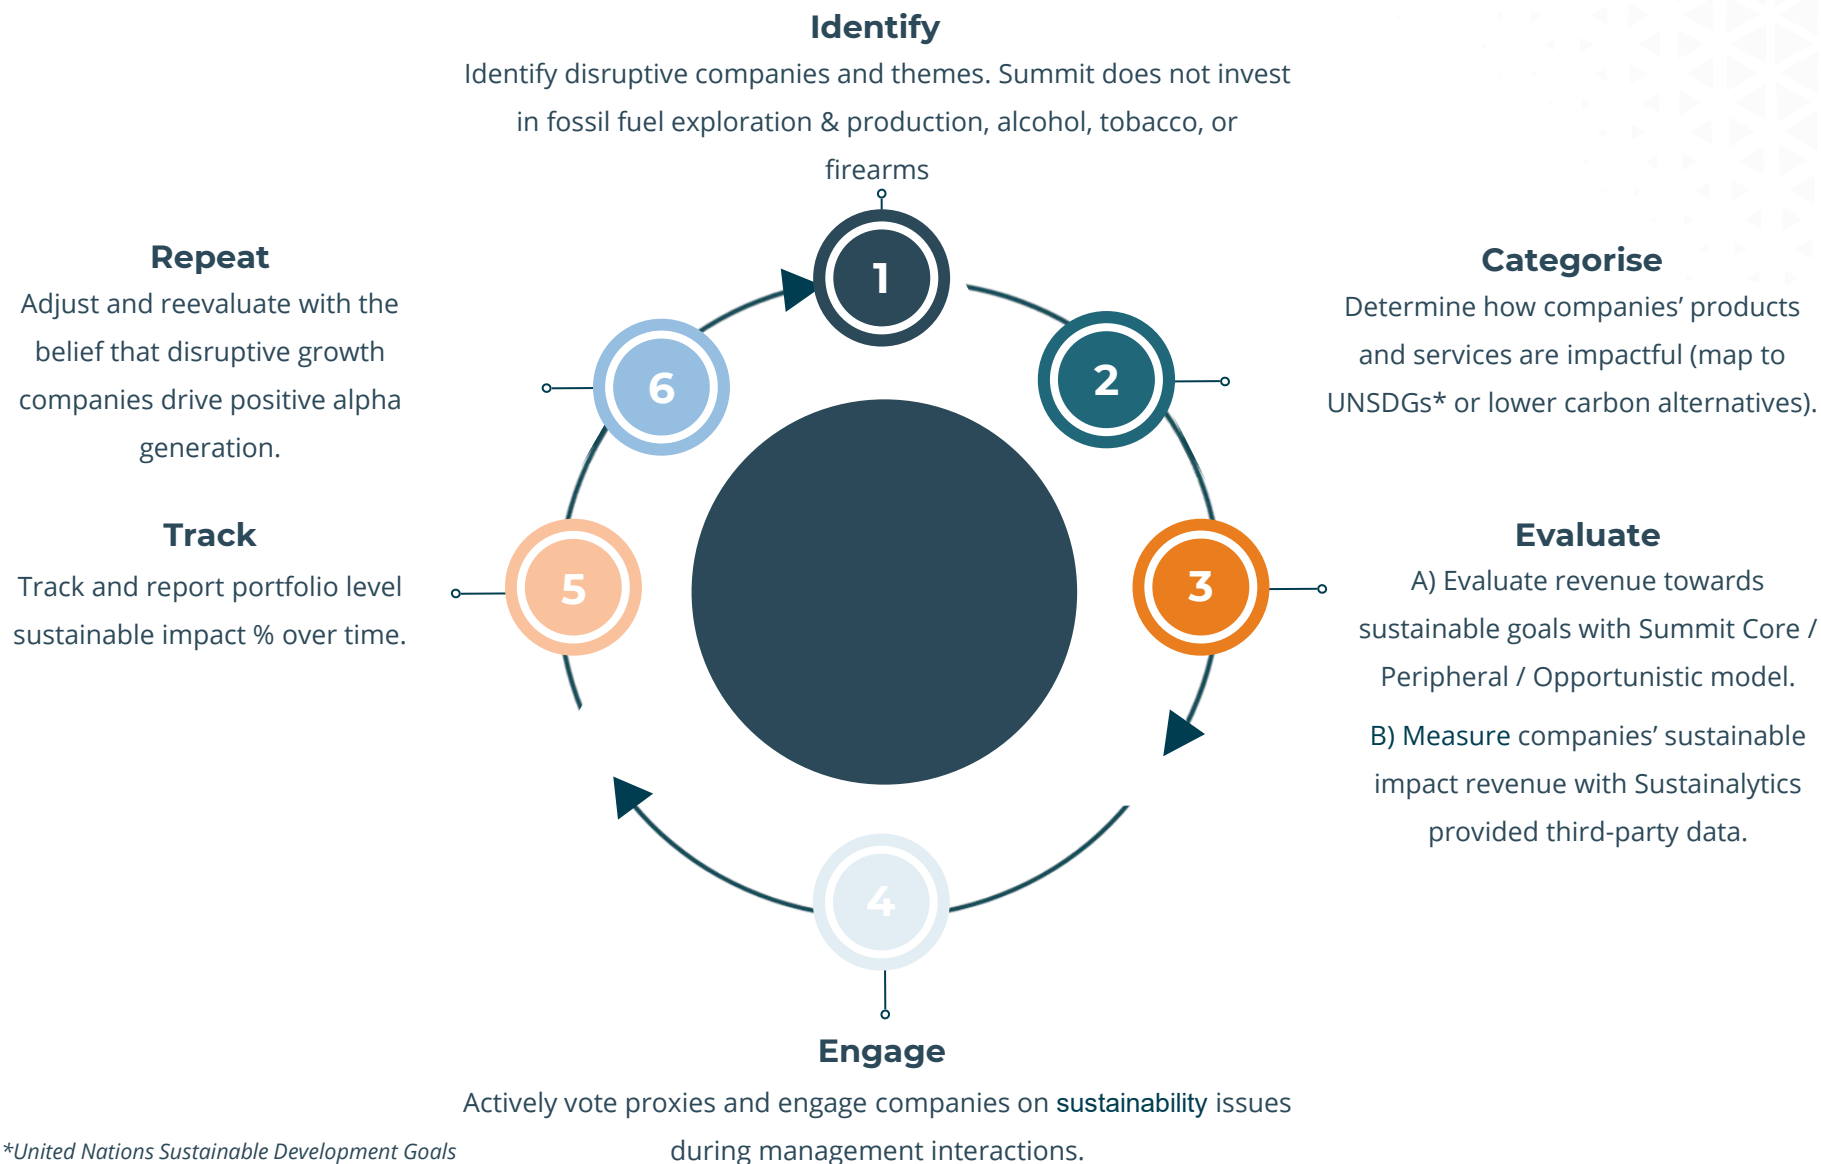 Identify
Identify disruptive companies and themes. Summit does not invest
in fossil fuel exploration & production, alcohol, tobacco, or
firearms
1
Categorise
Determine how companies’ products
and services are impactful (map to
UNSDGs* or lower carbon alternatives).
2
Evaluate
A) Evaluate revenue towards
sustainable goals with Summit Core /
Peripheral / Opportunistic model.
B) Measure companies’ sustainable
impact revenue with Sustainalytics
provided third-party data.
3
4
Engage
Actively vote proxies and engage companies on sustainability issues
during management interactions.
Track
Track and report portfolio level
sustainable impact % over time.
5
Repeat
Adjust and reevaluate with the
belief that disruptive growth
companies drive positive alpha
generation.
6
*United Nations Sustainable Development Goals